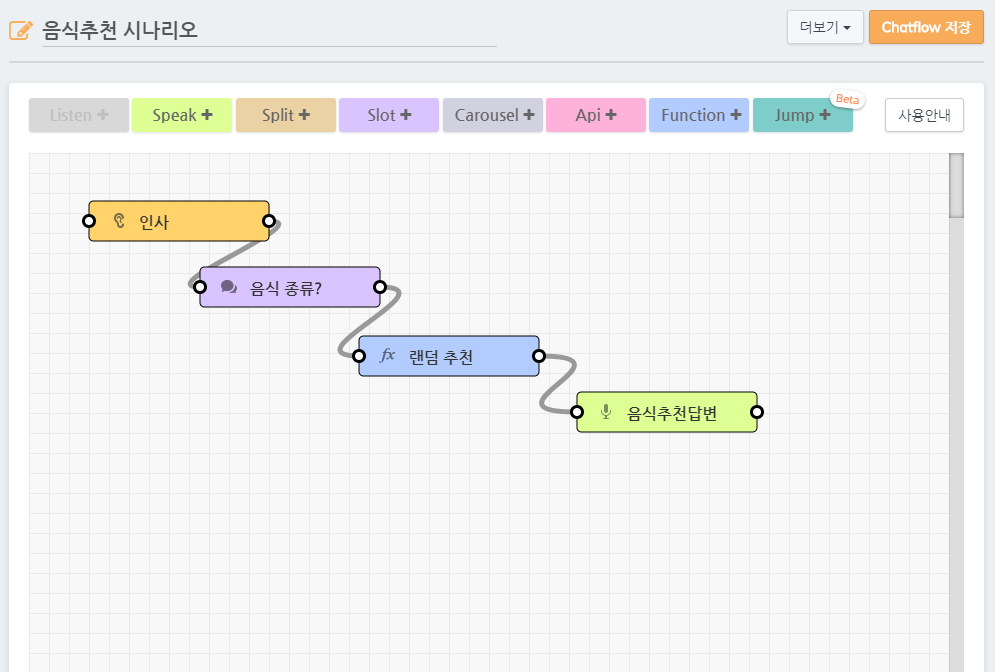 음식추천 시나리오
더보기
Chatflow 저장
Listen +
Speak +
Split +
Slot +
Carousel +
Api +
Function +
Jump +
Beta
사용안내
인사
음식 종류?
fx 랜덤 추천
음식추천답변